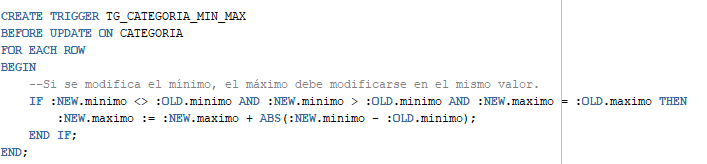 CREATE TRIGGER TG_CATEGORIA_MIN_MAX
BEFORE UPDATE ON CATEGORIA
FOR EACH ROW
BEGIN
    --Si se modifica el mínimo, el máximo debe modificarse en el mismo valor.
    IF :NEW.minimo <> :OLD.minimo AND :NEW.minimo > :OLD.minimo AND :NEW.maximo = :OLD.maximo THEN
        :NEW.maximo := :NEW.maximo + ABS(:NEW.minimo - :OLD.minimo);
    END IF;
END;